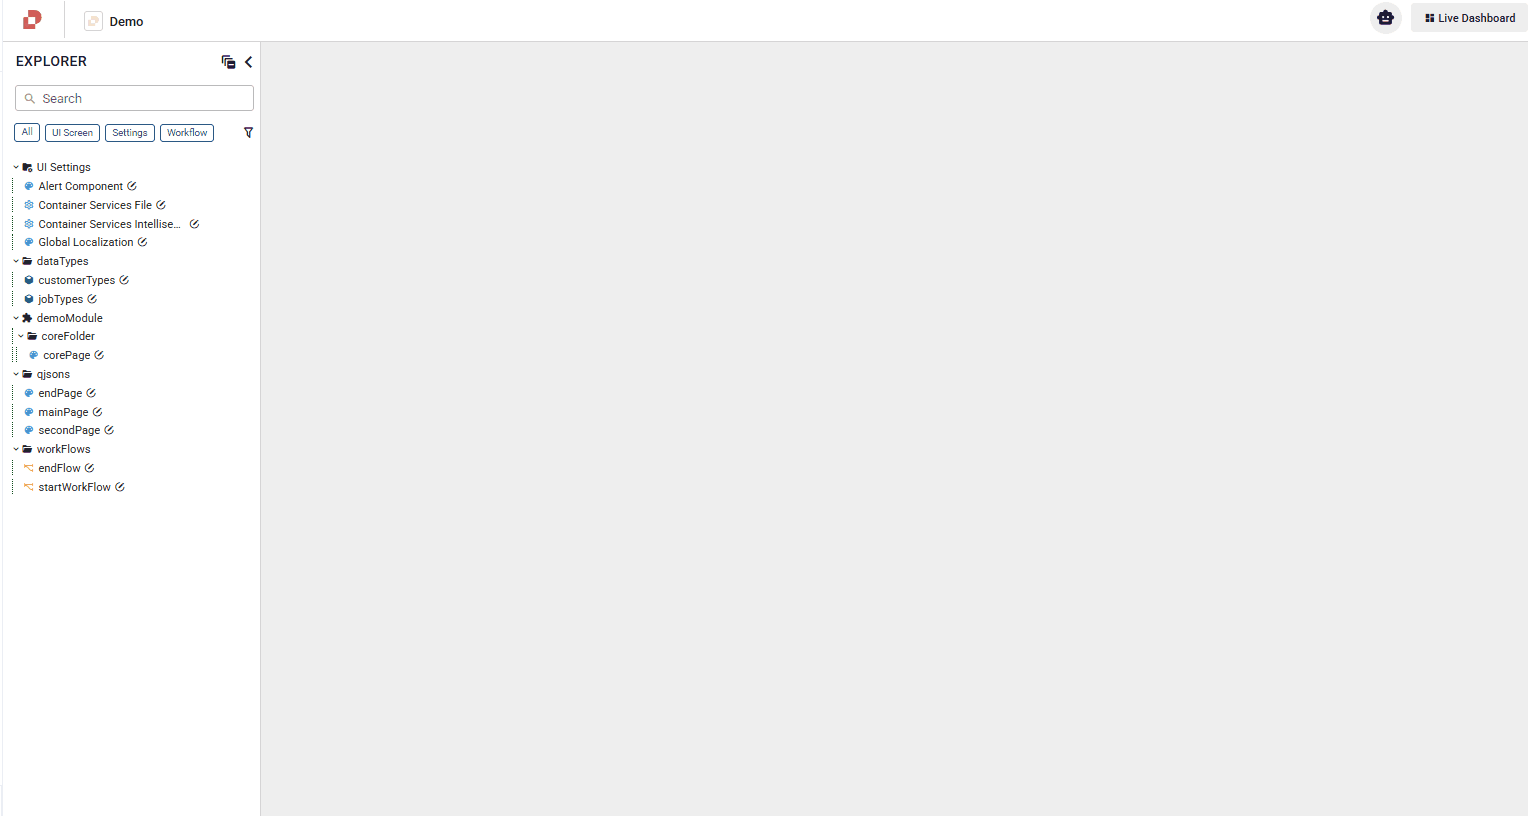 Demo
Live Dashboard
EXPLORER
Search
All UI Screen Settings Workflow
UI Settings
Alert Component
Container Services File
Container Services Intellise...
Global Localization
dataTypes
customerTypes
jobTypes
demoModule
coreFolder
corePage
qjsons
endPage
mainPage
secondPage
workFlows
endFlow
startWorkFlow